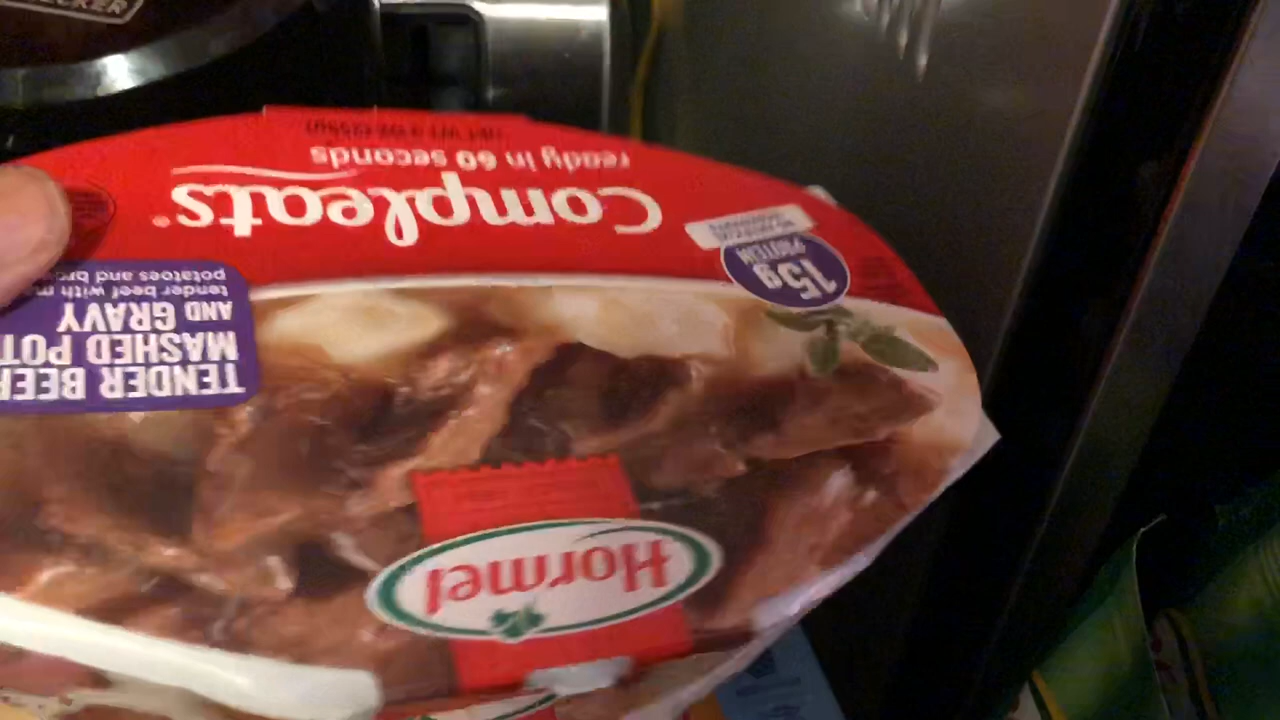 Hormel
TENDER BEEF
MASHED POT
AND GRAVY
tender beef with m
potatoes and bro
15g
PROTEIN
Compleats®
ready in 60 seconds